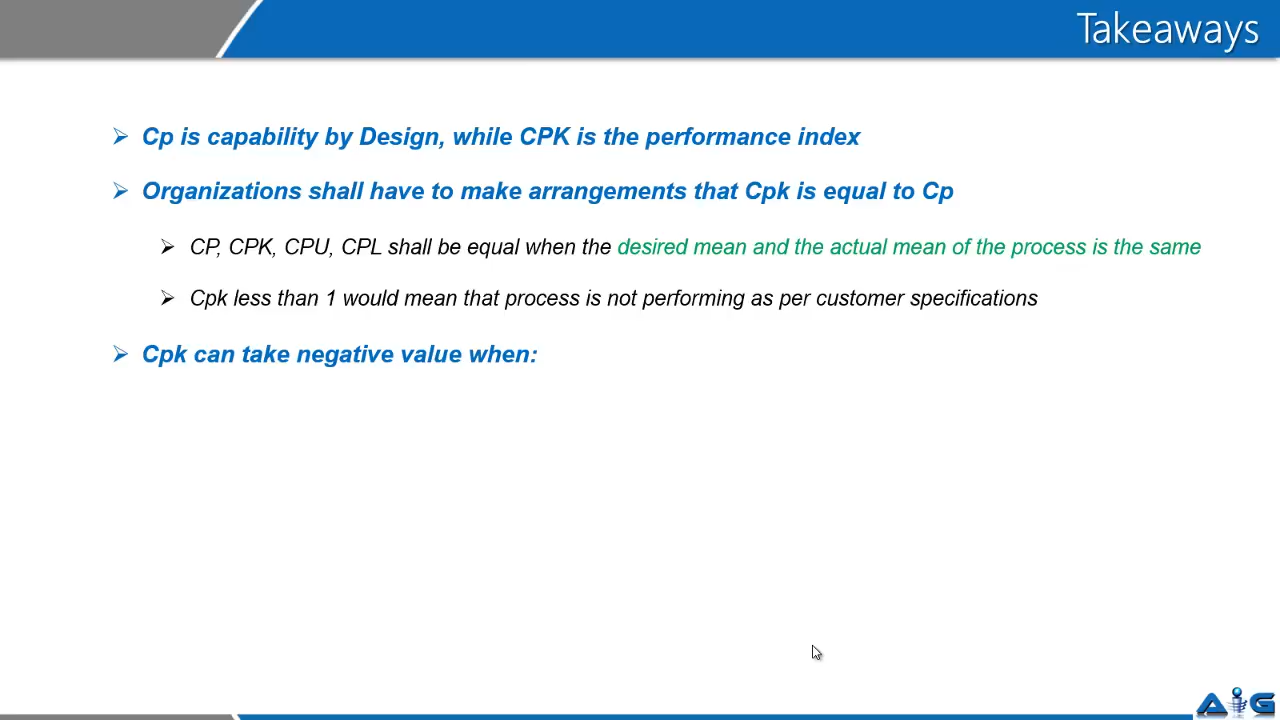 Takeaways
Cp is capability by Design, while CPK is the performance index
Organizations shall have to make arrangements that Cpk is equal to Cp
CP, CPK, CPU, CPL shall be equal when the desired mean and the actual mean of the process is the same
Cpk less than 1 would mean that process is not performing as per customer specifications
Cpk can take negative value when:
AiG